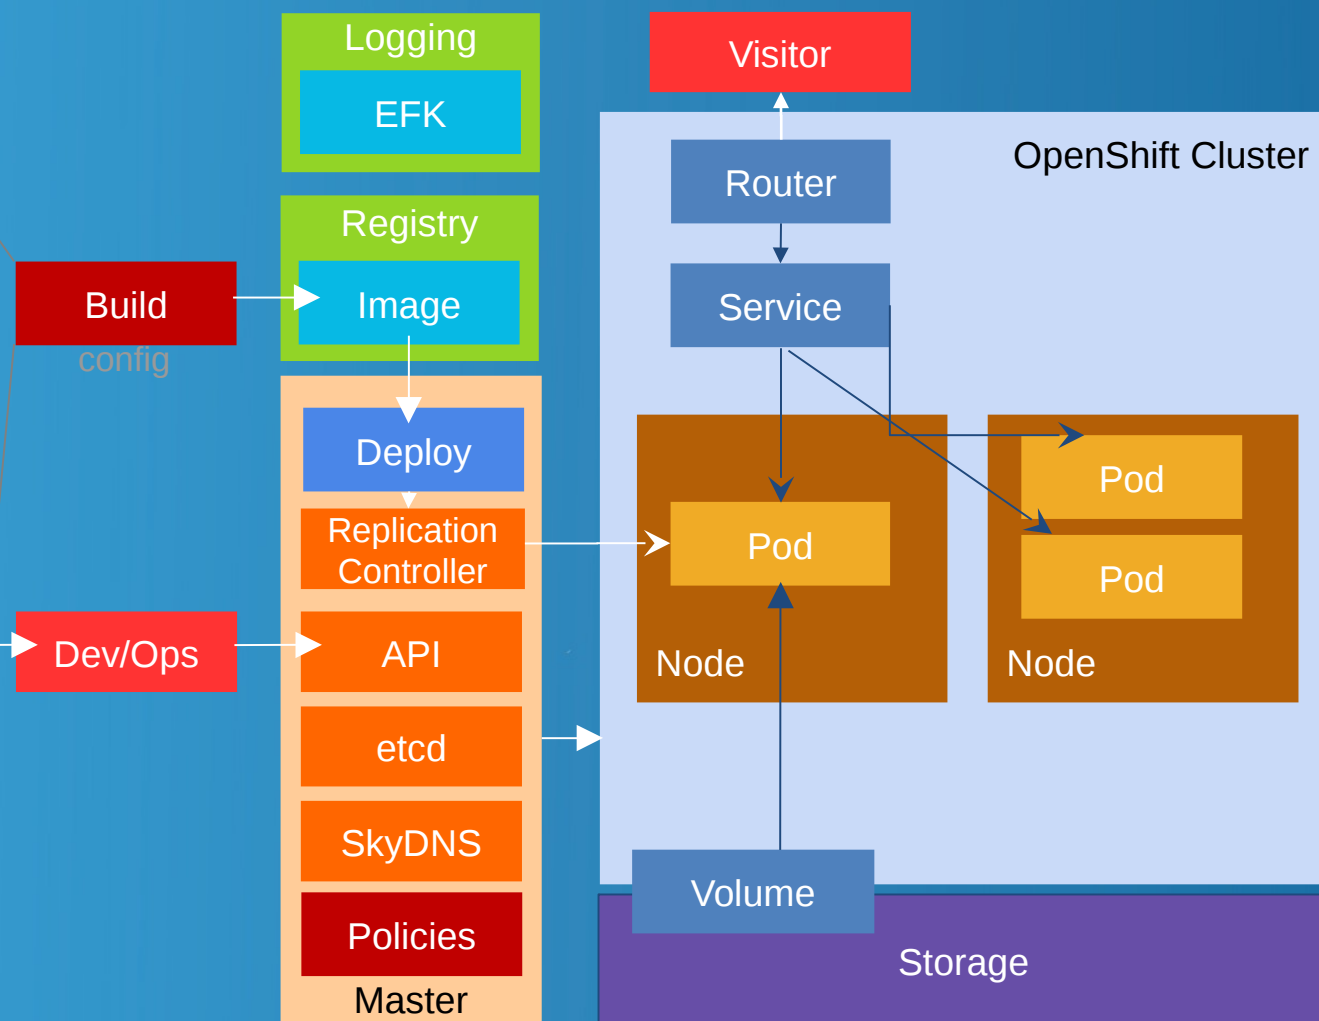 Logging
EFK
Visitor
OpenShift Cluster
Router
Registry
Build
config
Image
Service
Deploy
Replication
Controller
Pod
Pod
Pod
Dev/Ops
API
Node
Node
etcd
SkyDNS
Volume
Policies
Storage
Master